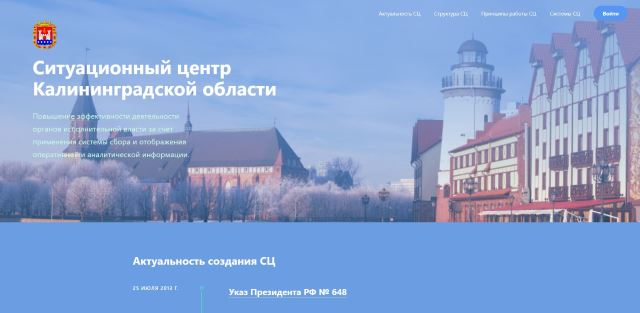 Актуальность СЦ Структура СЦ Принципы работы СЦ Системы СЦ Войти
Ситуационный центр
Калининградской области
Повышение эффективности деятельности
органов исполнительной власти за счет
применения системы сбора и отображения
оперативной и аналитической информации.
Актуальность создания СЦ
25 ИЮЛЯ 2013 Г.
Указ Президента РФ № 648